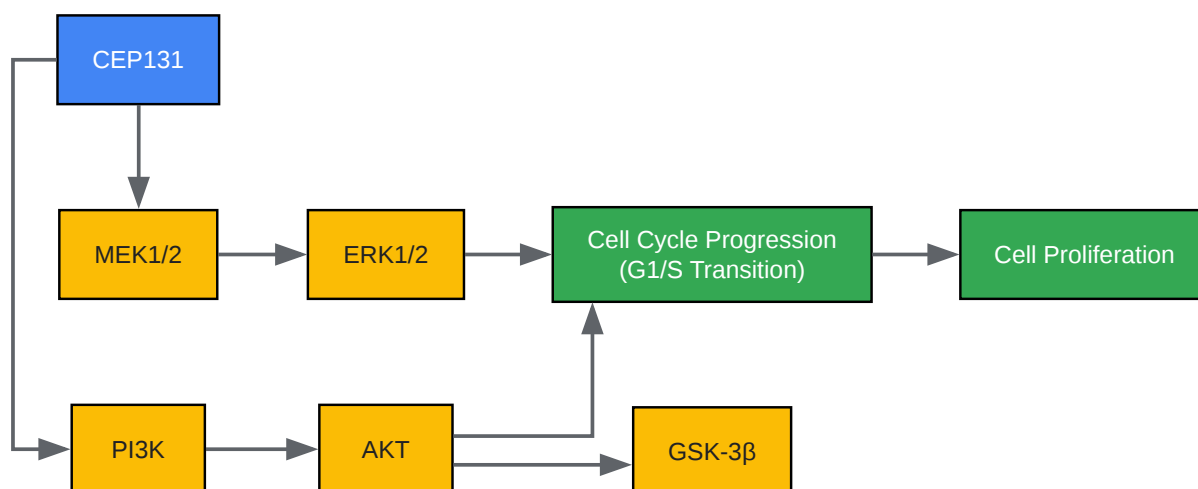 CEP131
MEK1/2
ERK1/2
Cell Cycle Progression
(G1/S Transition)
Cell Proliferation
PI3K
AKT
GSK-3β